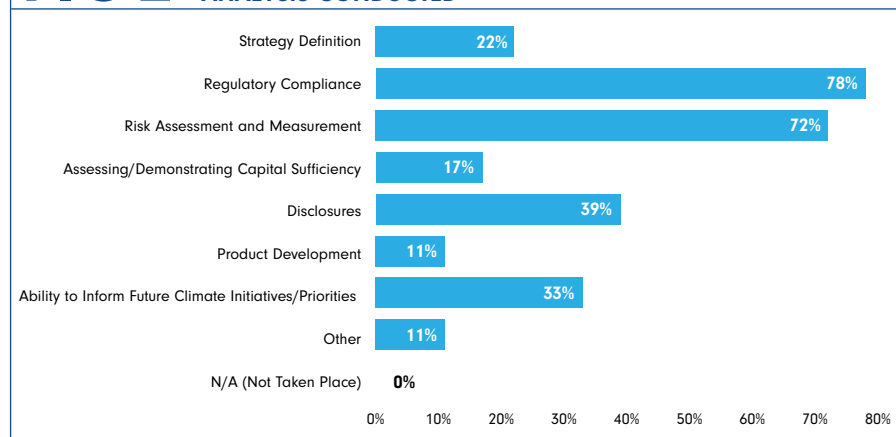 ANALYSIS CONDUCTED
Strategy Definition 22%
Regulatory Compliance 78%
Risk Assessment and Measurement 72%
Assessing/Demonstrating Capital Sufficiency 17%
Disclosures 39%
Product Development 11%
Ability to Inform Future Climate Initiatives/Priorities 33%
Other 11%
N/A (Not Taken Place) 0%
0% 10% 20% 30% 40% 50% 60% 70% 80%